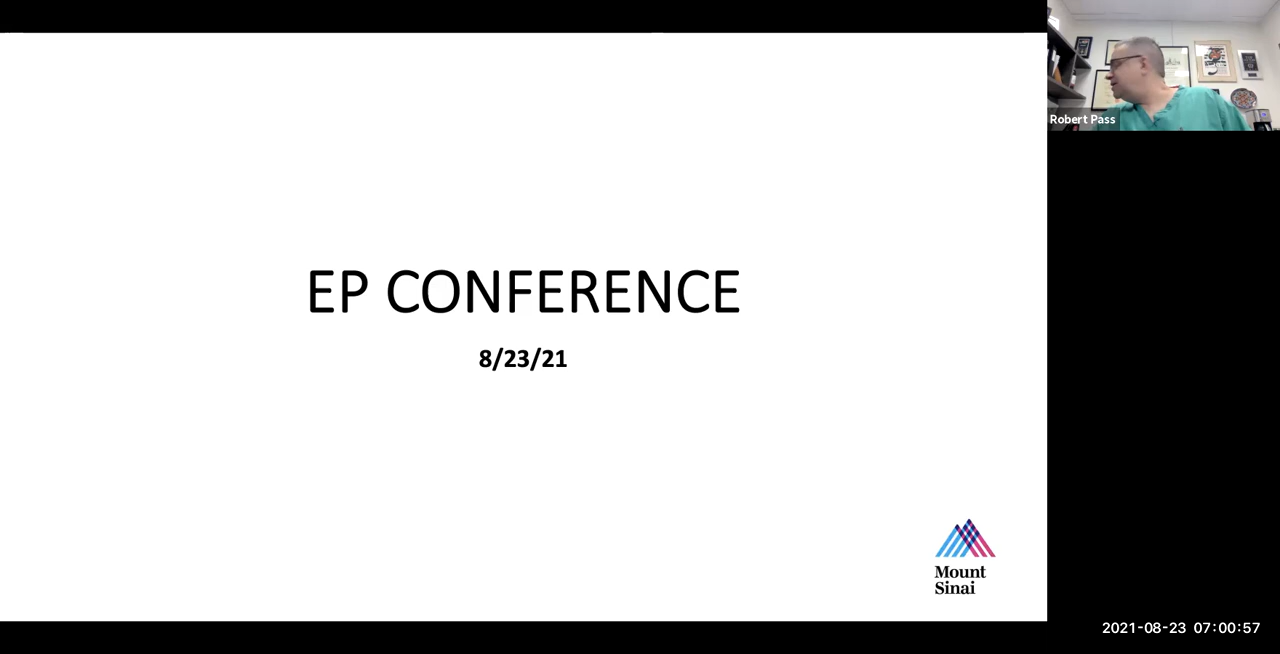 EP CONFERENCE
8/23/21
Mount
Sinai
Robert Pass
2021-08-23 07:00:57